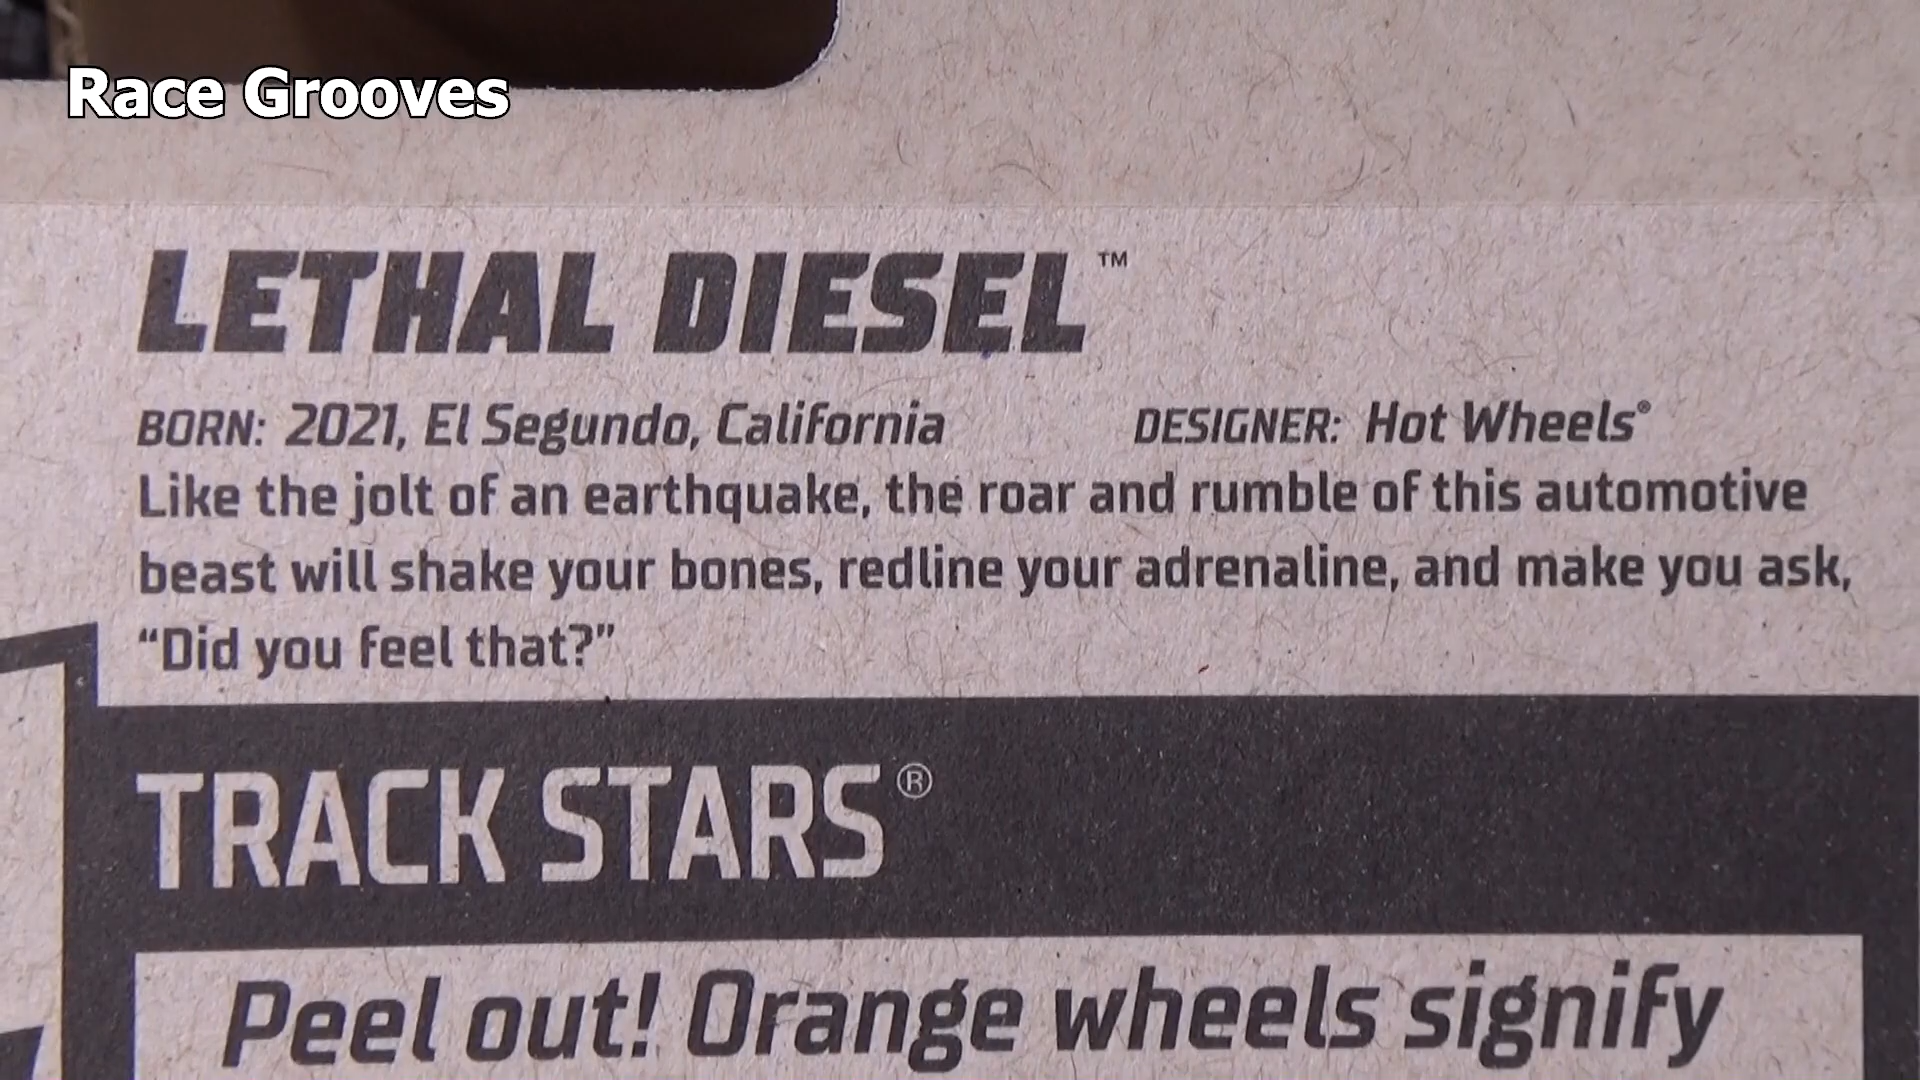 Race Grooves
LETHAL DIESEL™
BORN: 2021, El Segundo, California DESIGNER: Hot Wheels®
Like the jolt of an earthquake, the roar and rumble of this automotive
beast will shake your bones, redline your adrenaline, and make you ask,
“Did you feel that?”
TRACK STARS®
Peel out! Orange wheels signify